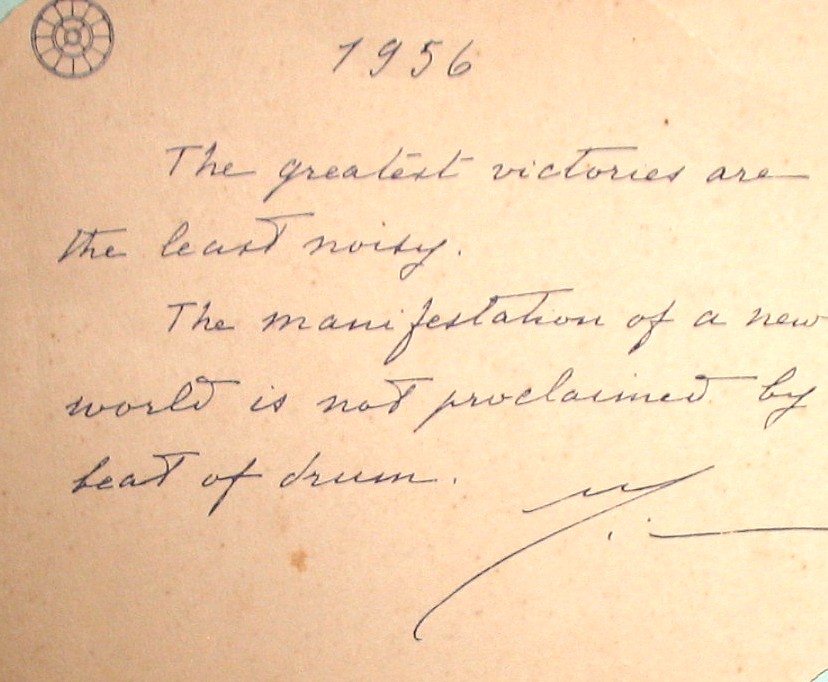 1956
The greatest victories are
the least noisy.
The manifestation of a new
world is not proclaimed by
beat of drum.